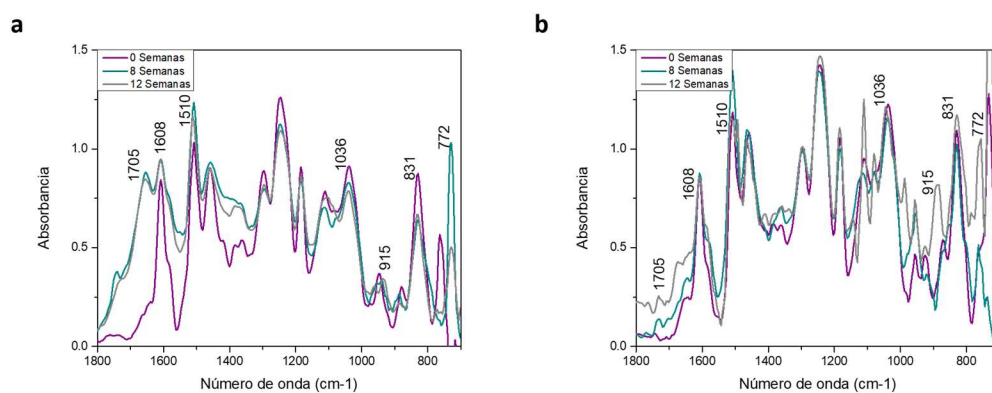 a
0 Semanas
8 Semanas
12 Semanas
1705
1608
1510
1036
915
831
772
1.5
1.0
0.5
0.0
1800
1600
1400
1200
1000
800
Absorbancia
Número de onda (cm-1)
b
0 Semanas
8 Semanas
12 Semanas
1705
1608
1510
1036
915
831
772
1.5
1.0
0.5
0.0
1800
1600
1400
1200
1000
800
Absorbancia
Número de onda (cm-1)